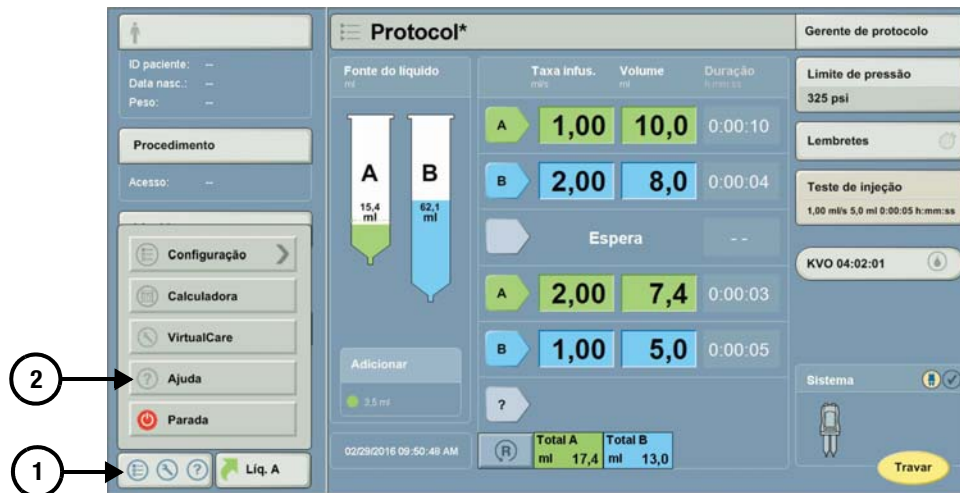 Protocol*
Gerente de protocolo
ID paciente: --
Data nasc.: --
Peso: --
Procedimento
Acesso: --
Configuração
Calculadora
VirtualCare
2
Ajuda
Parada
1
Líq. A
Fonte do líquido
ml
A
B
15,4
ml
62,1
ml
Adicionar
3,5 ml
02/29/2016 09:50:48 AM
Taxa infus. Volume Duração
ml/s ml h:mm:ss
A 1,00 10,0 0:00:10
B 2,00 8,0 0:00:04
Espera --
A 2,00 7,4 0:00:03
B 1,00 5,0 0:00:05
?
R
Total A
ml 17,4
Total B
ml 13,0
Limite de pressão
325 psi
Lembretes
Teste de injeção
1,00 ml/s 5,0 ml 0:00:05 h:mm:ss
KVO 04:02:01
Sistema
Travar